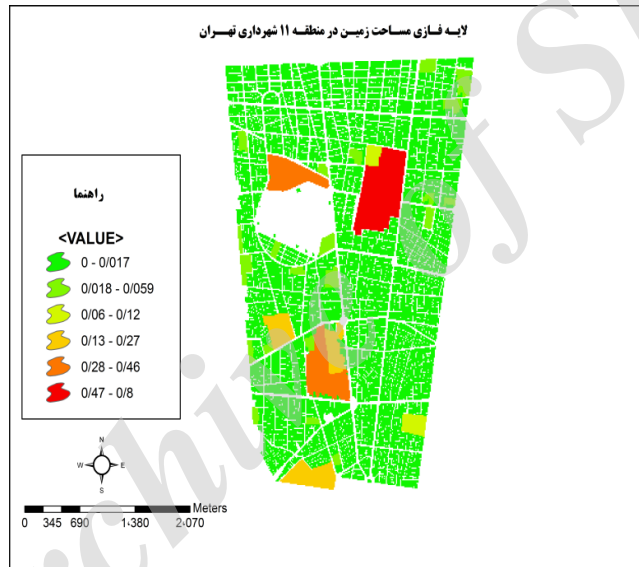 لایه فازی مساحت زمین در منطقه ۱۱ شهرداری تهران
راهنما
<VALUE>
0 - 0/017
0/018 - 0/059
0/06 - 0/12
0/13 - 0/27
0/28 - 0/46
0/47 - 0/8
N
W E
S
Meters
0 345 690 1،380 2،070
Archive of S